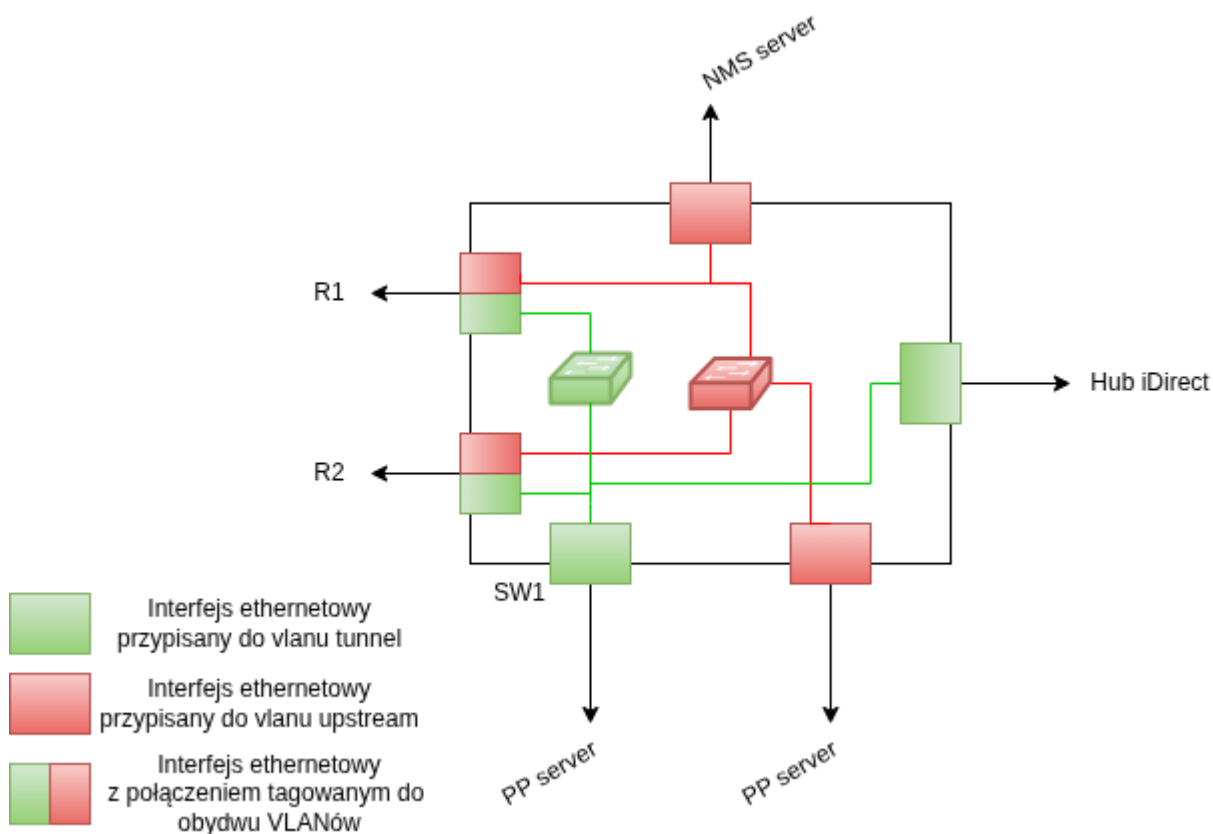 NMS server
R1
Hub iDirect
R2
SW1
Interfejs ethernetowy
przypisany do vlanu tunnel
Interfejs ethernetowy
przypisany do vlanu upstream
Interfejs ethernetowy
z połączeniem tagowanym do
obydwu VLANów
PP server
PP server